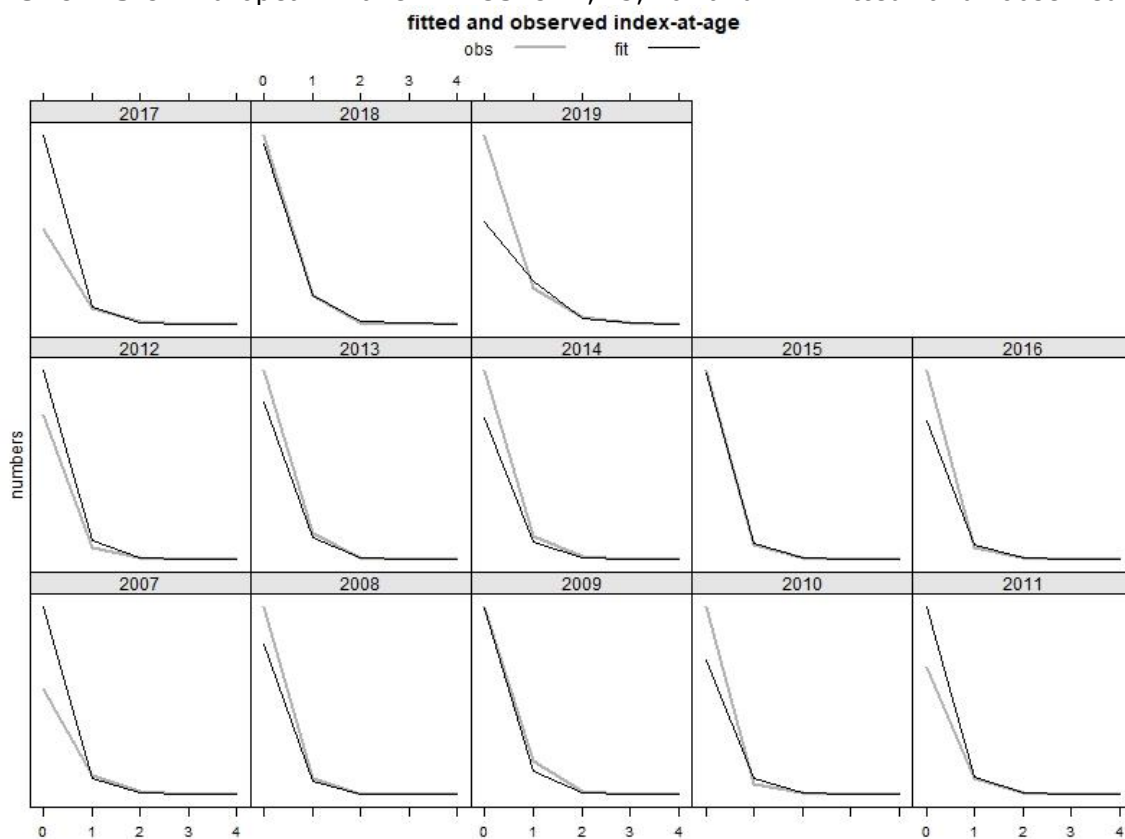 fitted and observed index-at-age
obs fit
0 1 2 3 4
2017 2018 2019
2012 2013 2014 2015 2016
numbers
2007 2008 2009 2010 2011
0 1 2 3 4 0 1 2 3 4 0 1 2 3 4